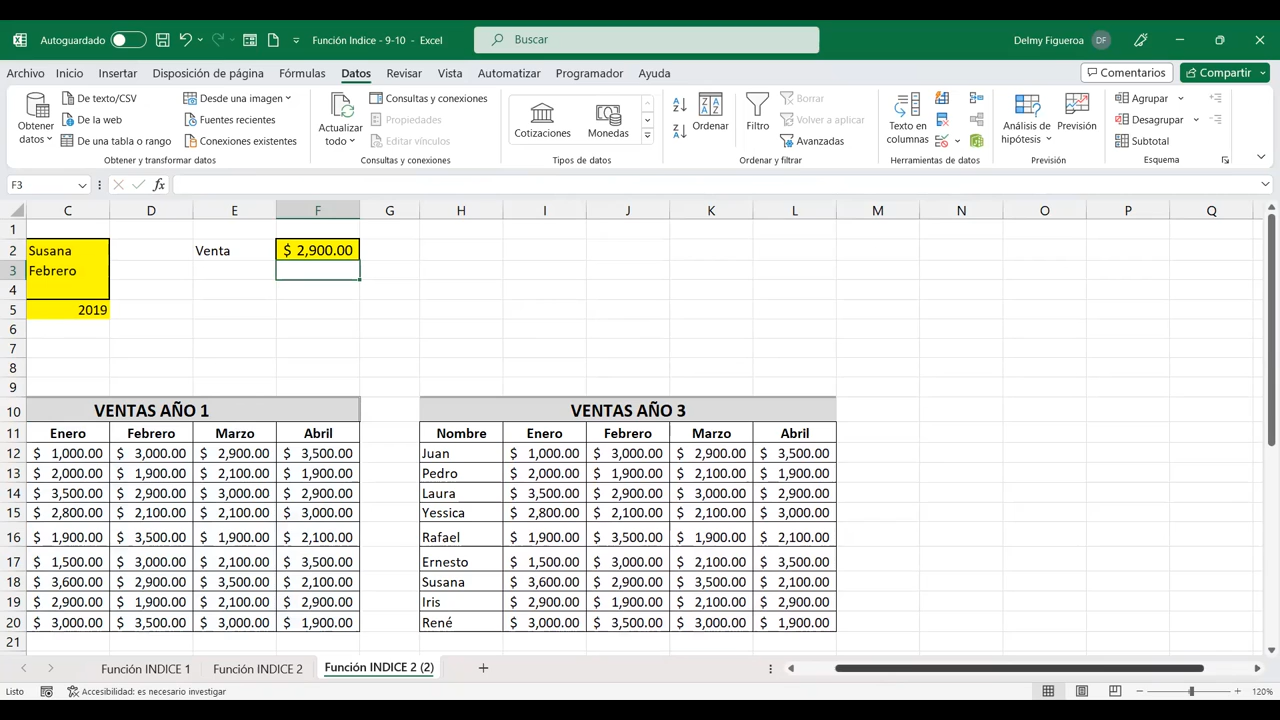 Autoguardado
Función Indice - 9-10 - Excel
Buscar
Delmy Figueroa
DF
Archivo Inicio Insertar Disposición de página Fórmulas Datos Revisar Vista Automatizar Programador Ayuda
Comentarios
Compartir
Obtener datos
De texto/CSV
De la web
De una tabla o rango
Desde una imagen
Fuentes recientes
Conexiones existentes
Obtener y transformar datos
Actualizar todo
Consultas y conexiones
Propiedades
Editar vínculos
Consultas y conexiones
Cotizaciones
Monedas
Tipos de datos
Ordenar
Filtro
Borrar
Volver a aplicar
Avanzadas
Ordenar y filtrar
Texto en columnas
Herramientas de datos
Análisis de hipótesis
Previsión
Previsión
Agrupar
Desagrupar
Subtotal
Esquema
F3
fx
C D E F G H I J K L M N O P Q
1
2 Susana Venta $ 2,900.00
3 Febrero
4
5 2019
6
7
8
9
10 VENTAS AÑO 1 VENTAS AÑO 3
11 Enero Febrero Marzo Abril Nombre Enero Febrero Marzo Abril
12 $ 1,000.00 $ 3,000.00 $ 2,900.00 $ 3,500.00 Juan $ 1,000.00 $ 3,000.00 $ 2,900.00 $ 3,500.00
13 $ 2,000.00 $ 1,900.00 $ 2,100.00 $ 1,900.00 Pedro $ 2,000.00 $ 1,900.00 $ 2,100.00 $ 1,900.00
14 $ 3,500.00 $ 2,900.00 $ 3,000.00 $ 2,900.00 Laura $ 3,500.00 $ 2,900.00 $ 3,000.00 $ 2,900.00
15 $ 2,800.00 $ 2,100.00 $ 2,100.00 $ 3,000.00 Yessica $ 2,800.00 $ 2,100.00 $ 2,100.00 $ 3,000.00
16 $ 1,900.00 $ 3,500.00 $ 1,900.00 $ 2,100.00 Rafael $ 1,900.00 $ 3,500.00 $ 1,900.00 $ 2,100.00
17 $ 1,500.00 $ 3,000.00 $ 2,100.00 $ 3,500.00 Ernesto $ 1,500.00 $ 3,000.00 $ 2,100.00 $ 3,500.00
18 $ 3,600.00 $ 2,900.00 $ 3,500.00 $ 2,100.00 Susana $ 3,600.00 $ 2,900.00 $ 3,500.00 $ 2,100.00
19 $ 2,900.00 $ 1,900.00 $ 2,100.00 $ 2,900.00 Iris $ 2,900.00 $ 1,900.00 $ 2,100.00 $ 2,900.00
20 $ 3,000.00 $ 3,500.00 $ 3,000.00 $ 1,900.00 René $ 3,000.00 $ 3,500.00 $ 3,000.00 $ 1,900.00
21
Función INDICE 1 Función INDICE 2 Función INDICE 2 (2)
Listo
Accesibilidad: es necesario investigar
120%